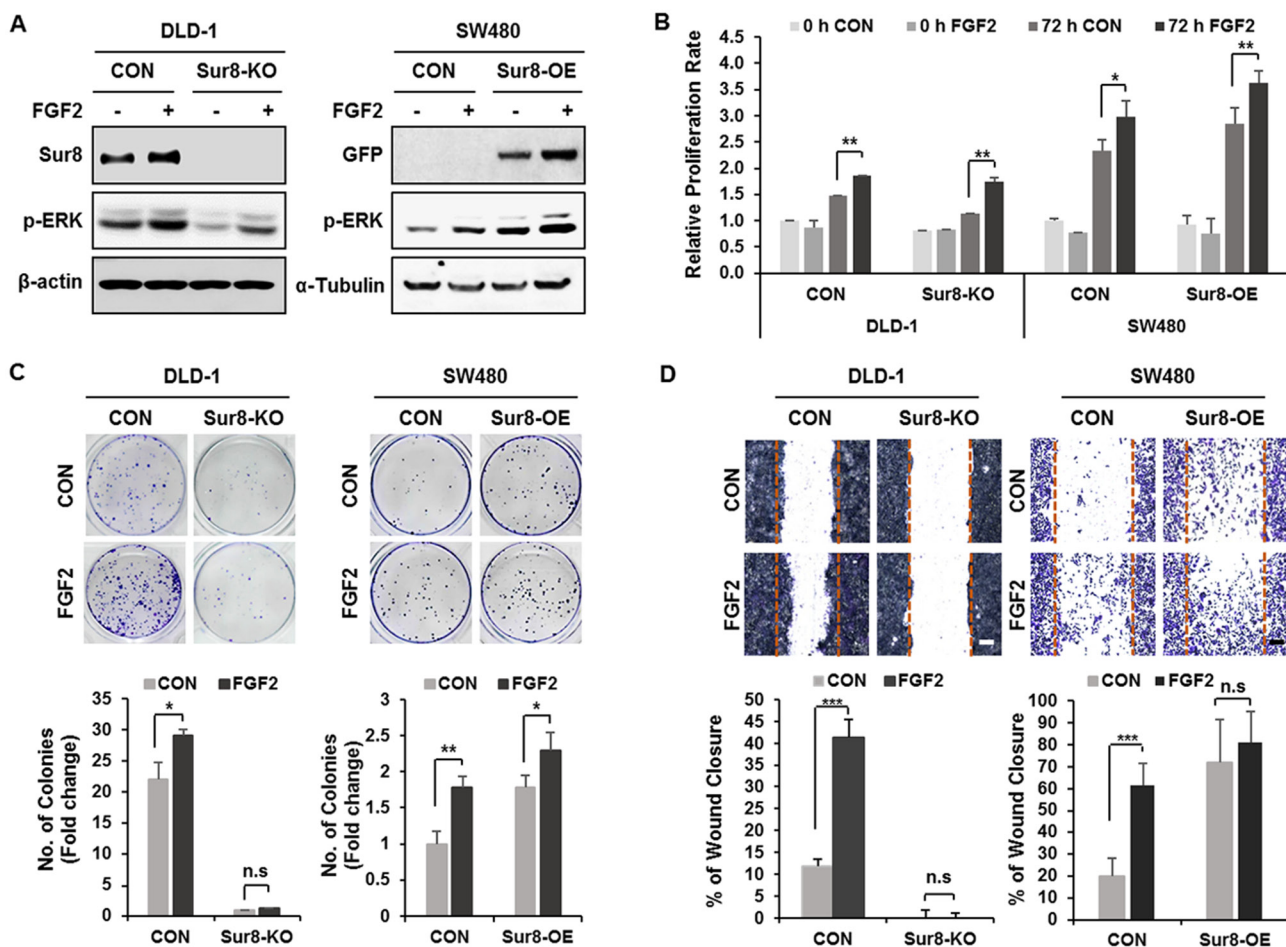 A
DLD-1
SW480
CON Sur8-KO
CON Sur8-OE
FGF2 - + - +
FGF2 - + - +
Sur8
GFP
p-ERK
p-ERK
β-actin
α-Tubulin
B
0 h CON 0 h FGF2 72 h CON 72 h FGF2
Relative Proliferation Rate
4.5
4.0
3.5
3.0
2.5
2.0
1.5
1.0
0.5
0.0
** ** * **
CON Sur8-KO CON Sur8-OE
DLD-1 SW480
C
DLD-1
SW480
CON Sur8-KO
CON Sur8-OE
CON
FGF2
CON
FGF2
CON FGF2
No. of Colonies
(Fold change)
35
30
25
20
15
10
5
0
*
n.s
CON Sur8-KO
CON FGF2
No. of Colonies
(Fold change)
3
2.5
2
1.5
1
0.5
0
**
*
CON Sur8-OE
D
DLD-1
SW480
CON Sur8-KO
CON Sur8-OE
CON
FGF2
CON
FGF2
CON FGF2
% of Wound Closure
50
45
40
35
30
25
20
15
10
5
0
***
n.s
CON Sur8-KO
CON FGF2
% of Wound Closure
100
90
80
70
60
50
40
30
20
10
0
***
n.s
CON Sur8-OE